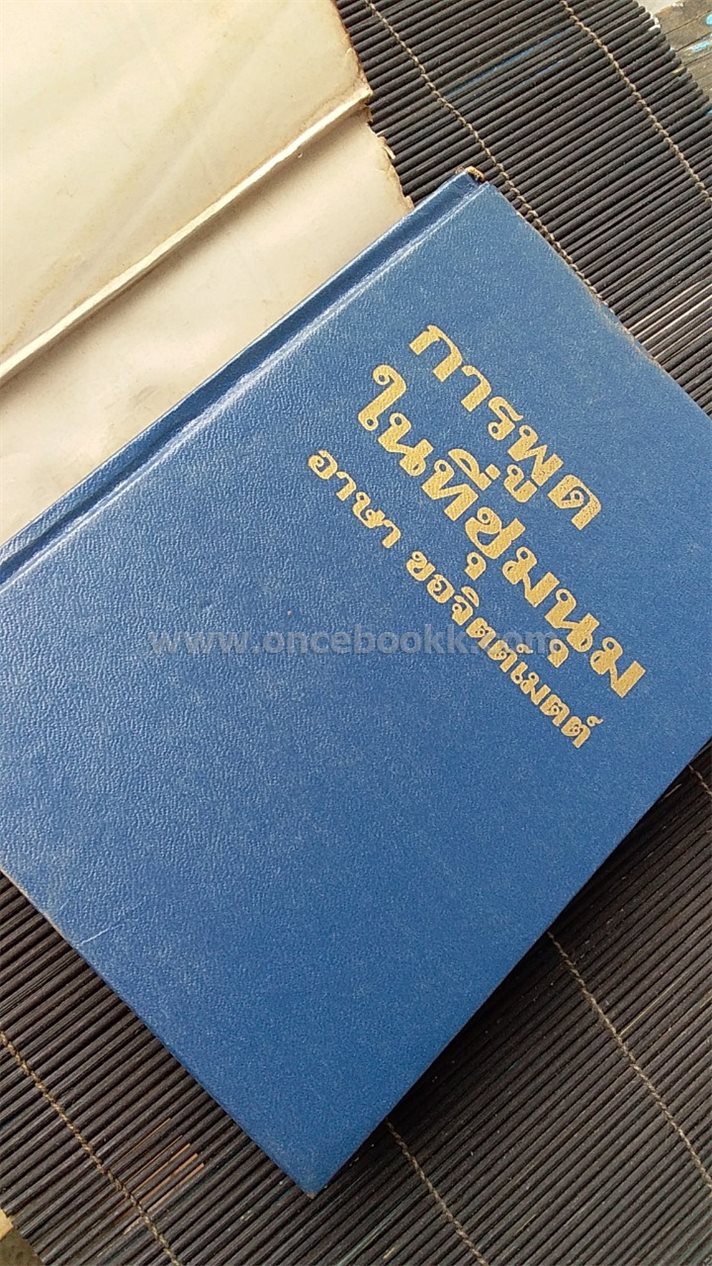 การพูด
ในที่ชุมนุม
อาษา ขอจิตต์เมตต์
www.oncebookk.com